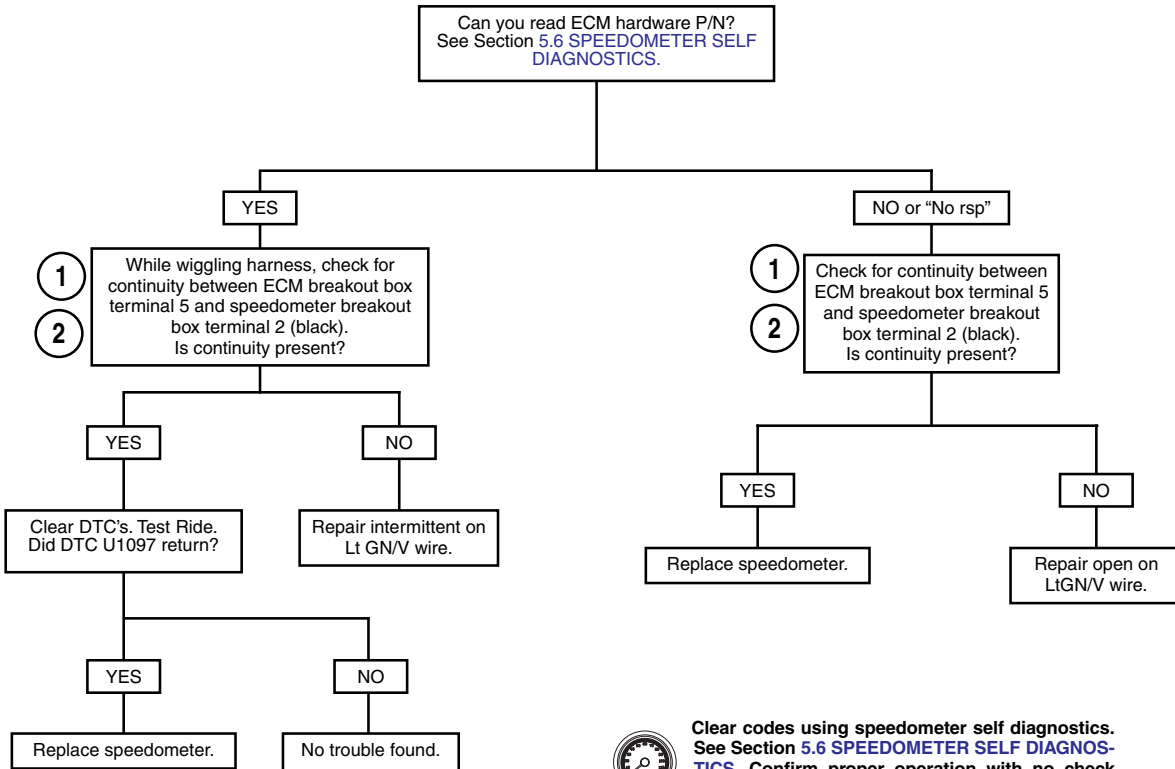 Can you read ECM hardware P/N?
See Section 5.6 SPEEDOMETER SELF
DIAGNOSTICS.
YES
NO or “No rsp”
1
2
While wiggling harness, check for
continuity between ECM breakout box
terminal 5 and speedometer breakout
box terminal 2 (black).
Is continuity present?
1
2
Check for continuity between
ECM breakout box terminal 5
and speedometer breakout
box terminal 2 (black).
Is continuity present?
YES
NO
YES
NO
Clear DTC's. Test Ride.
Did DTC U1097 return?
Repair intermittent on
Lt GN/V wire.
Replace speedometer.
Repair open on
LtGN/V wire.
YES
NO
Replace speedometer.
No trouble found.
Clear codes using speedometer self diagnostics.
See Section 5.6 SPEEDOMETER SELF DIAGNOS-
TICS. Confirm proper operation with no check